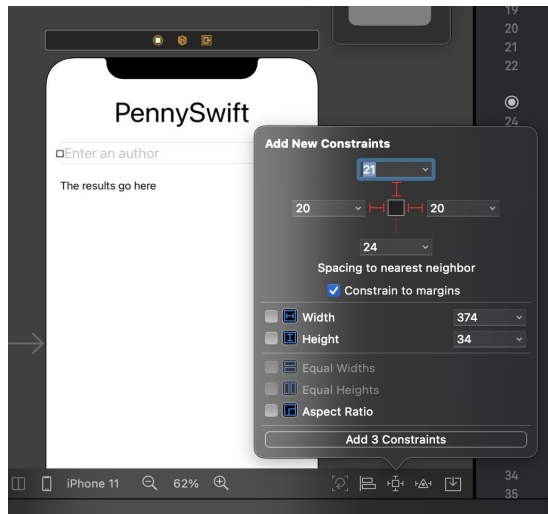 19
20
21
22
24
PennySwift
Enter an author
The results go here
Add New Constraints
21
20 20
24
Spacing to nearest neighbor
Constrain to margins
Width 374
Height 34
Equal Widths
Equal Heights
Aspect Ratio
Add 3 Constraints
iPhone 11 62%
34
35